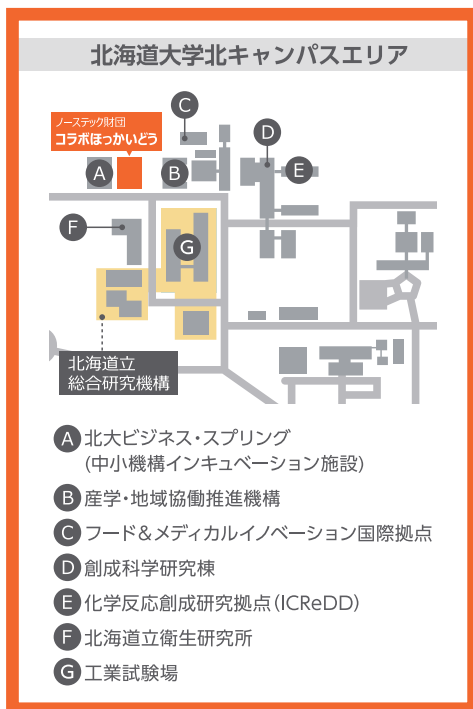 北海道大学北キャンパスエリア
ノーステック財団
コラボほっかいどう
C
D
A
B
E
F
G
北海道立
総合研究機構
A 北大ビジネス・スプリング
(中小機構インキュベーション施設)
B 産学・地域協働推進機構
C フード&メディカルイノベーション国際拠点
D 創成科学研究棟
E 化学反応創成研究拠点(ICReDD)
F 北海道立衛生研究所
G 工業試験場